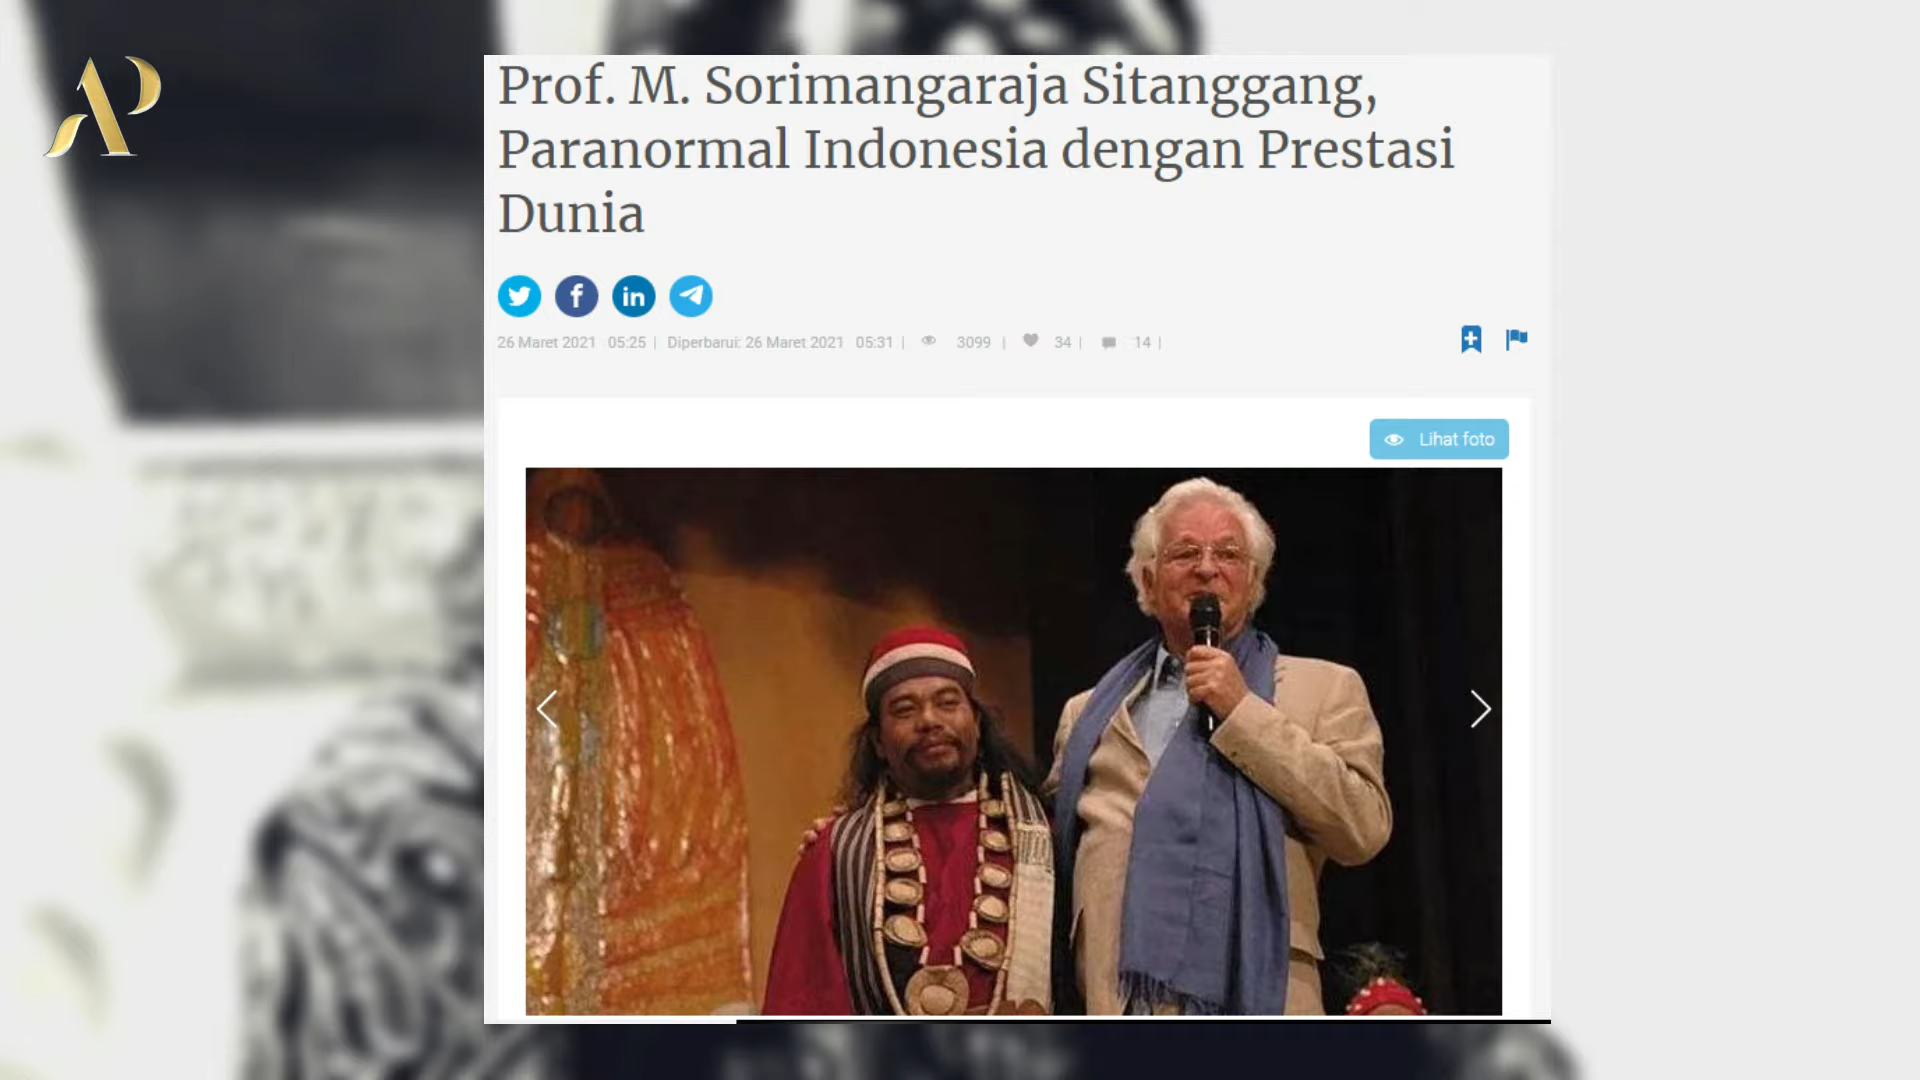 AP
Prof. M. Sorimangaraja Sitanggang,
Paranormal Indonesia dengan Prestasi
Dunia
26 Maret 2021 05:25 | Diperbarui: 26 Maret 2021 05:31 | 3099 | 34 | 14 |
Lihat foto